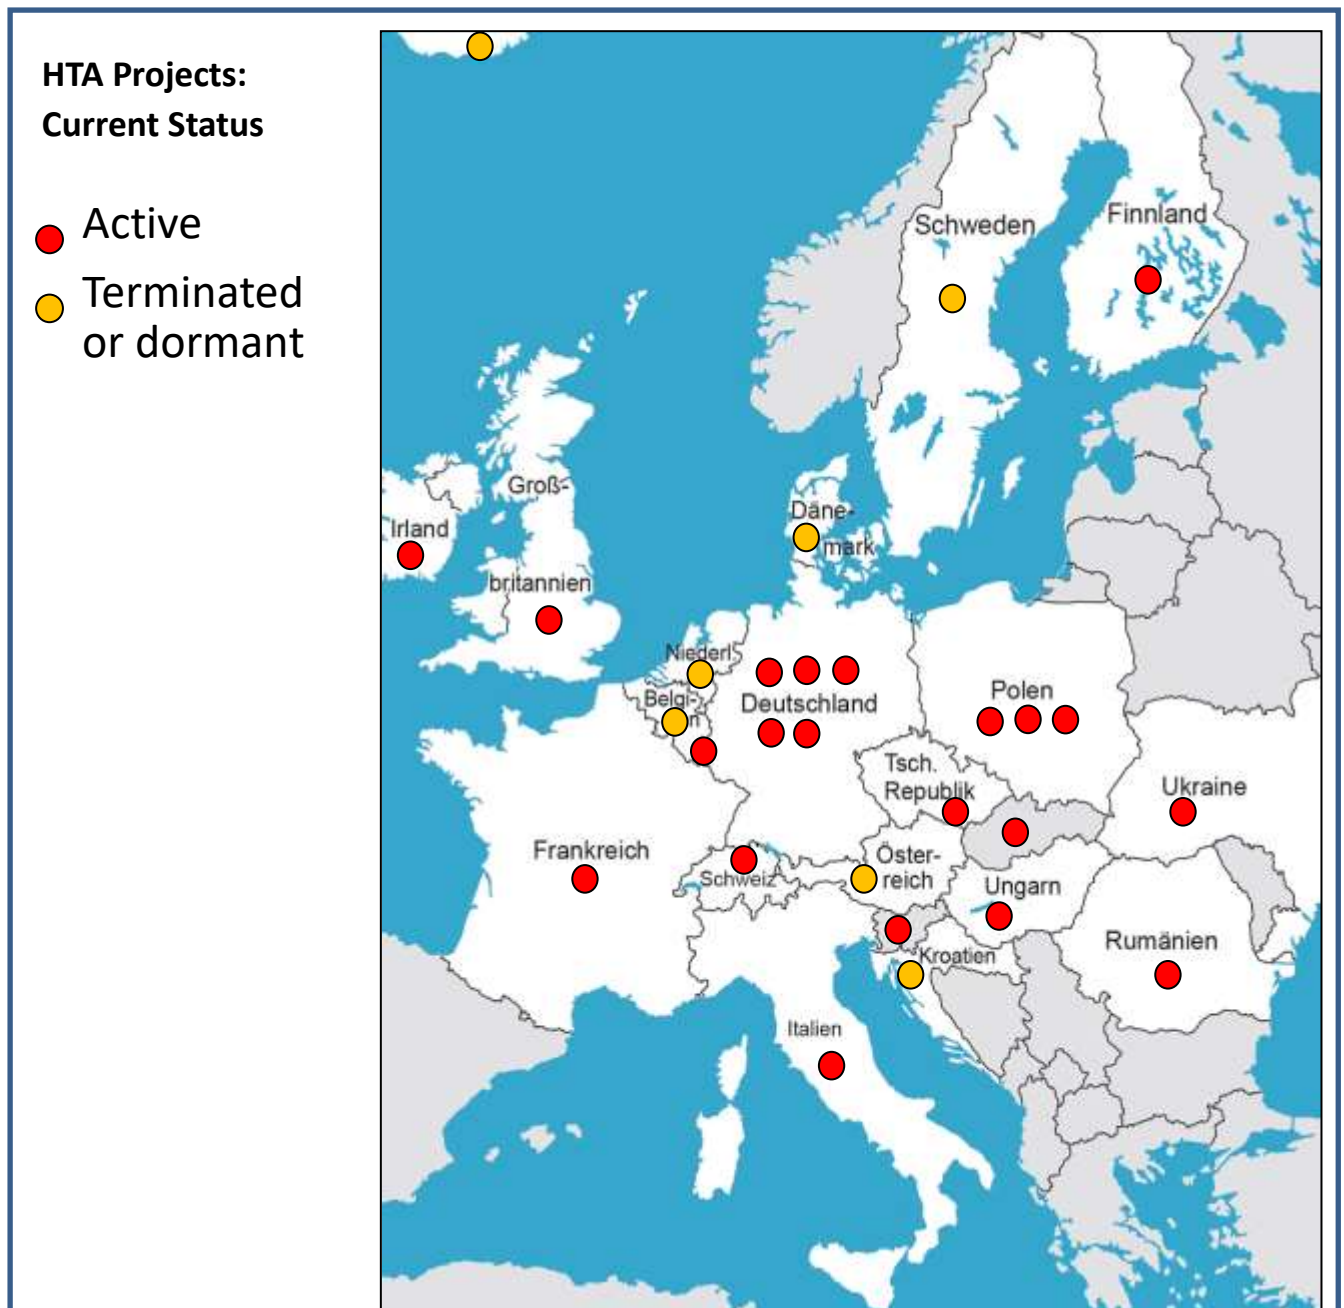 HTA Projects:
Current Status
Active
Terminated
or dormant
Schweden
Finnland
Groß-
britannien
Irland
Däne-
mark
Niederl
Deutschland
Polen
Tsch.
Republik
Ukraine
Frankreich
Schweiz
Öster-
reich
Ungarn
Rumänien
Kroatien
Italien
Belgi-